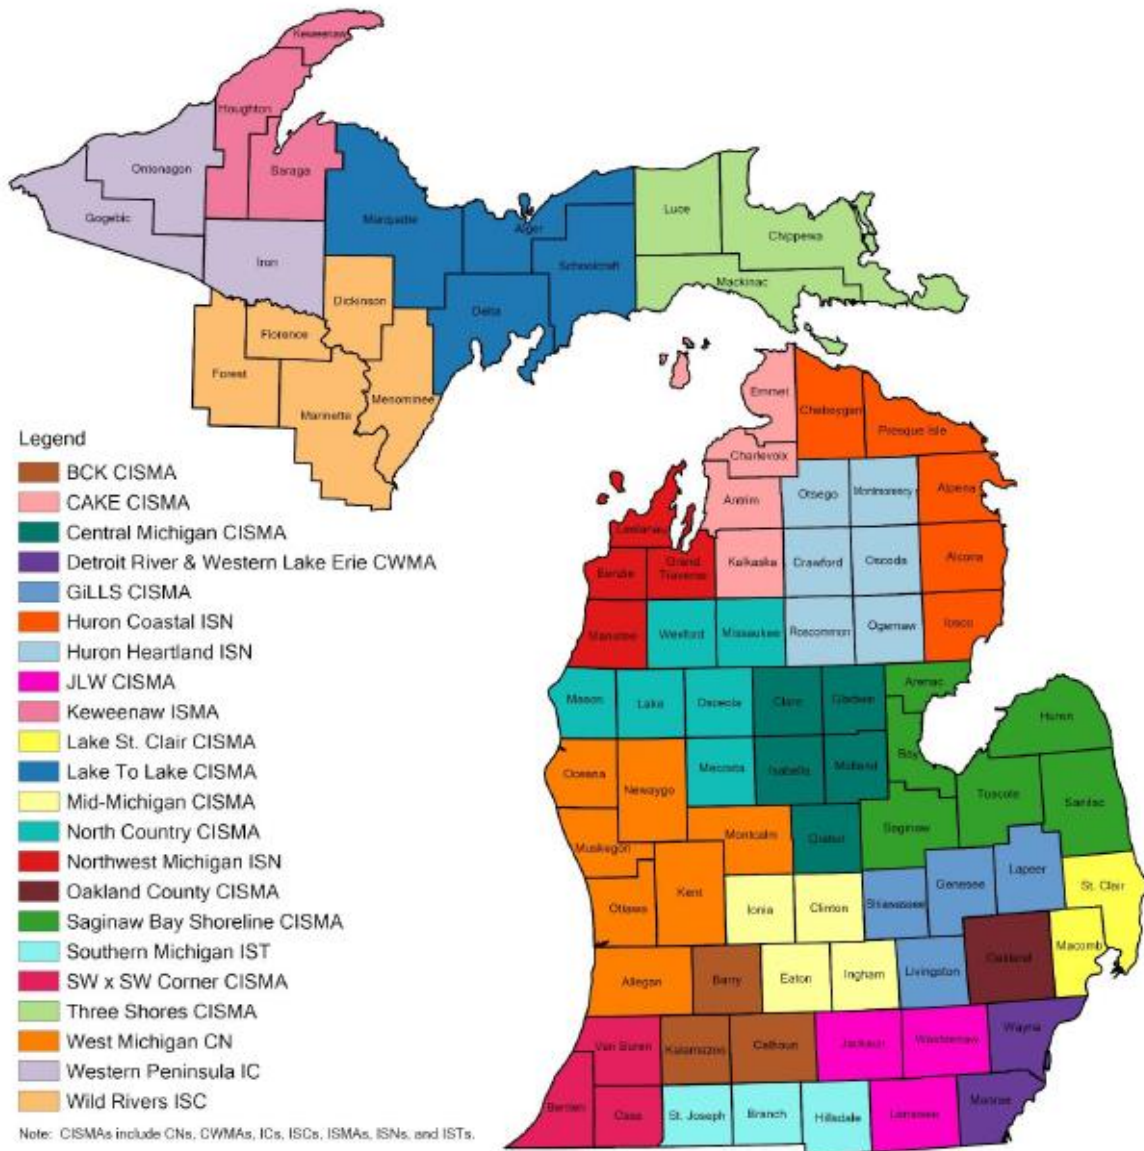 Keweenaw
Houghton
Onionagon
Baraga
Gogebic
Marquette
Alger
Luce
Chippewa
Iron
Schoolcraft
Mackinac
Dickinson
Delta
Florence
Forest
Menominee
Marinette
Emmet
Cheboygan
Presque Isle
Charlevoix
Antrim
Otsego
Montmorency
Alpena
Leelanau
Benzie
Grand
Traverse
Kalkaska
Crawford
Oscoda
Alcona
Manistee
Wexford
Missaukee
Roscommon
Ogemaw
Iosco
Mason
Lake
Osceola
Clare
Gladwin
Arenac
Huron
Oceana
Newaygo
Mecosta
Isabella
Midland
Bay
Tuscola
Sanilac
Muskegon
Montcalm
Gratiot
Saginaw
Ottawa
Kent
Ionia
Clinton
Shiawassee
Genesee
Lapeer
St. Clair
Allegan
Barry
Eaton
Ingham
Livingston
Oakland
Macomb
Van Buren
Kalamazoo
Calhoun
Jackson
Washtenaw
Wayne
Berrien
Cass
St. Joseph
Branch
Hillsdale
Lenawee
Monroe
Legend
BCK CISMA
CAKE CISMA
Central Michigan CISMA
Detroit River & Western Lake Erie CWMA
GiLLS CISMA
Huron Coastal ISN
Huron Heartland ISN
JLW CISMA
Keweenaw ISMA
Lake St. Clair CISMA
Lake To Lake CISMA
Mid-Michigan CISMA
North Country CISMA
Northwest Michigan ISN
Oakland County CISMA
Saginaw Bay Shoreline CISMA
Southern Michigan IST
SW x SW Corner CISMA
Three Shores CISMA
West Michigan CN
Western Peninsula IC
Wild Rivers ISC
Note: CISMAs include CNs, CWMAs, ICs, ISCs, ISMAs, ISNs, and ISTs.